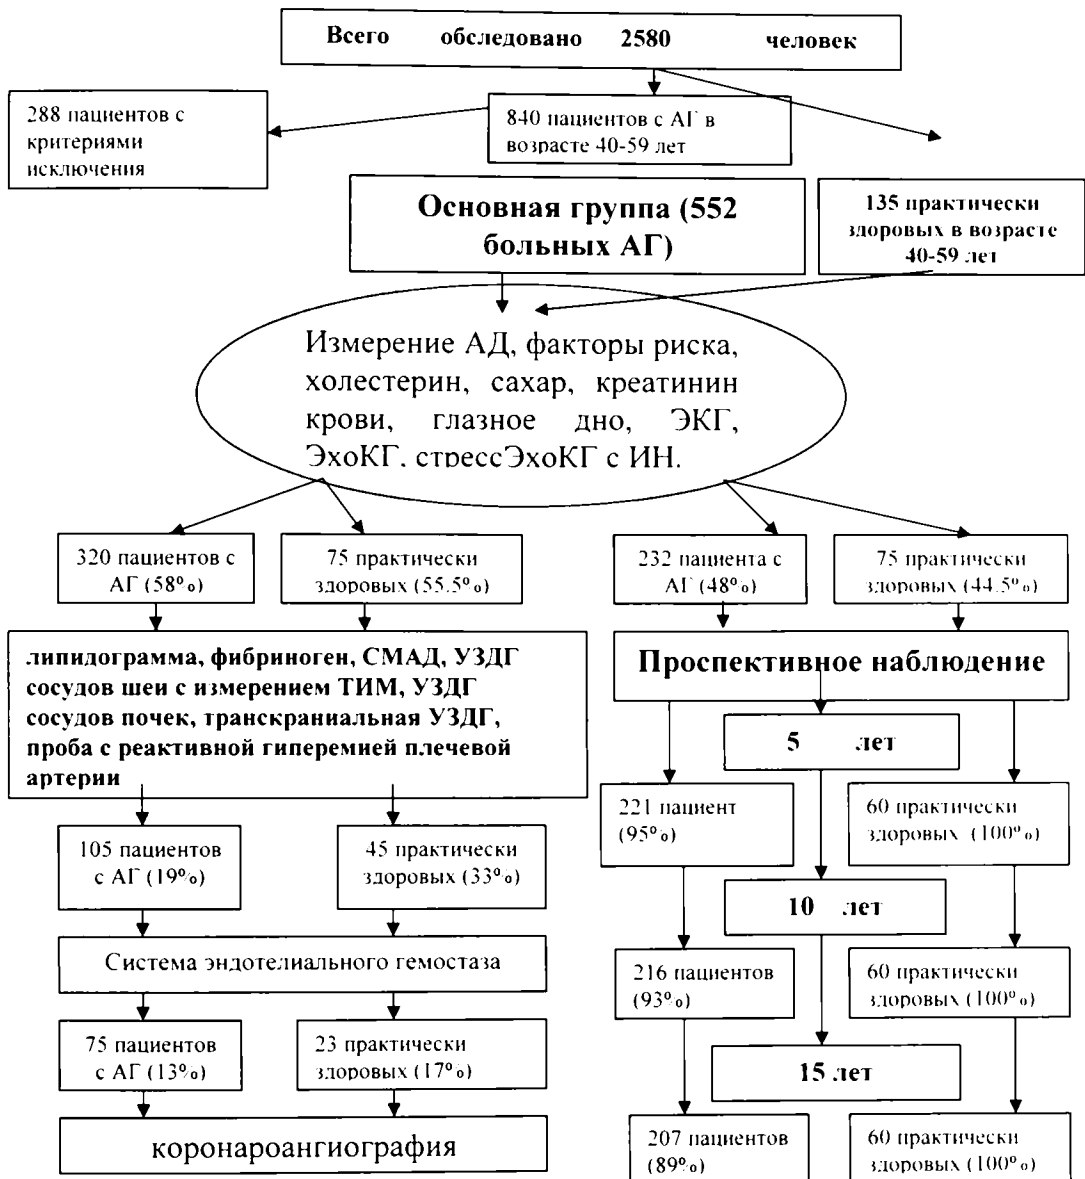 Всего обследовано 2580 человек
288 пациентов с
критериями
исключения
840 пациентов с АГ в
возрасте 40-59 лет
Основная группа (552
больных АГ)
135 практически
здоровых в возрасте
40-59 лет
Измерение АД, факторы риска,
холестерин, сахар, креатинин
крови, глазное дно, ЭКГ,
ЭхоКГ, стрессЭхоКГ с ИН.
320 пациентов с
АГ (58%)
75 практически
здоровых (55.5%)
232 пациента с
АГ (48%)
75 практически
здоровых (44.5%)
липидограмма, фибриноген, СМАД, УЗДГ
сосудов шеи с измерением ТИМ, УЗДГ
сосудов почек, транскраниальная УЗДГ,
проба с реактивной гиперемией плечевой
артерии
Проспективное наблюдение
5 лет
221 пациент
(95%)
60 практически
здоровых (100%)
105 пациентов
с АГ (19%)
45 практически
здоровых (33%)
10 лет
Система эндотелиального гемостаза
216 пациентов
(93%)
60 практически
здоровых (100%)
75 пациентов
с АГ (13%)
23 практически
здоровых (17%)
15 лет
коронароангиография
207 пациентов
(89%)
60 практически
здоровых (100%)